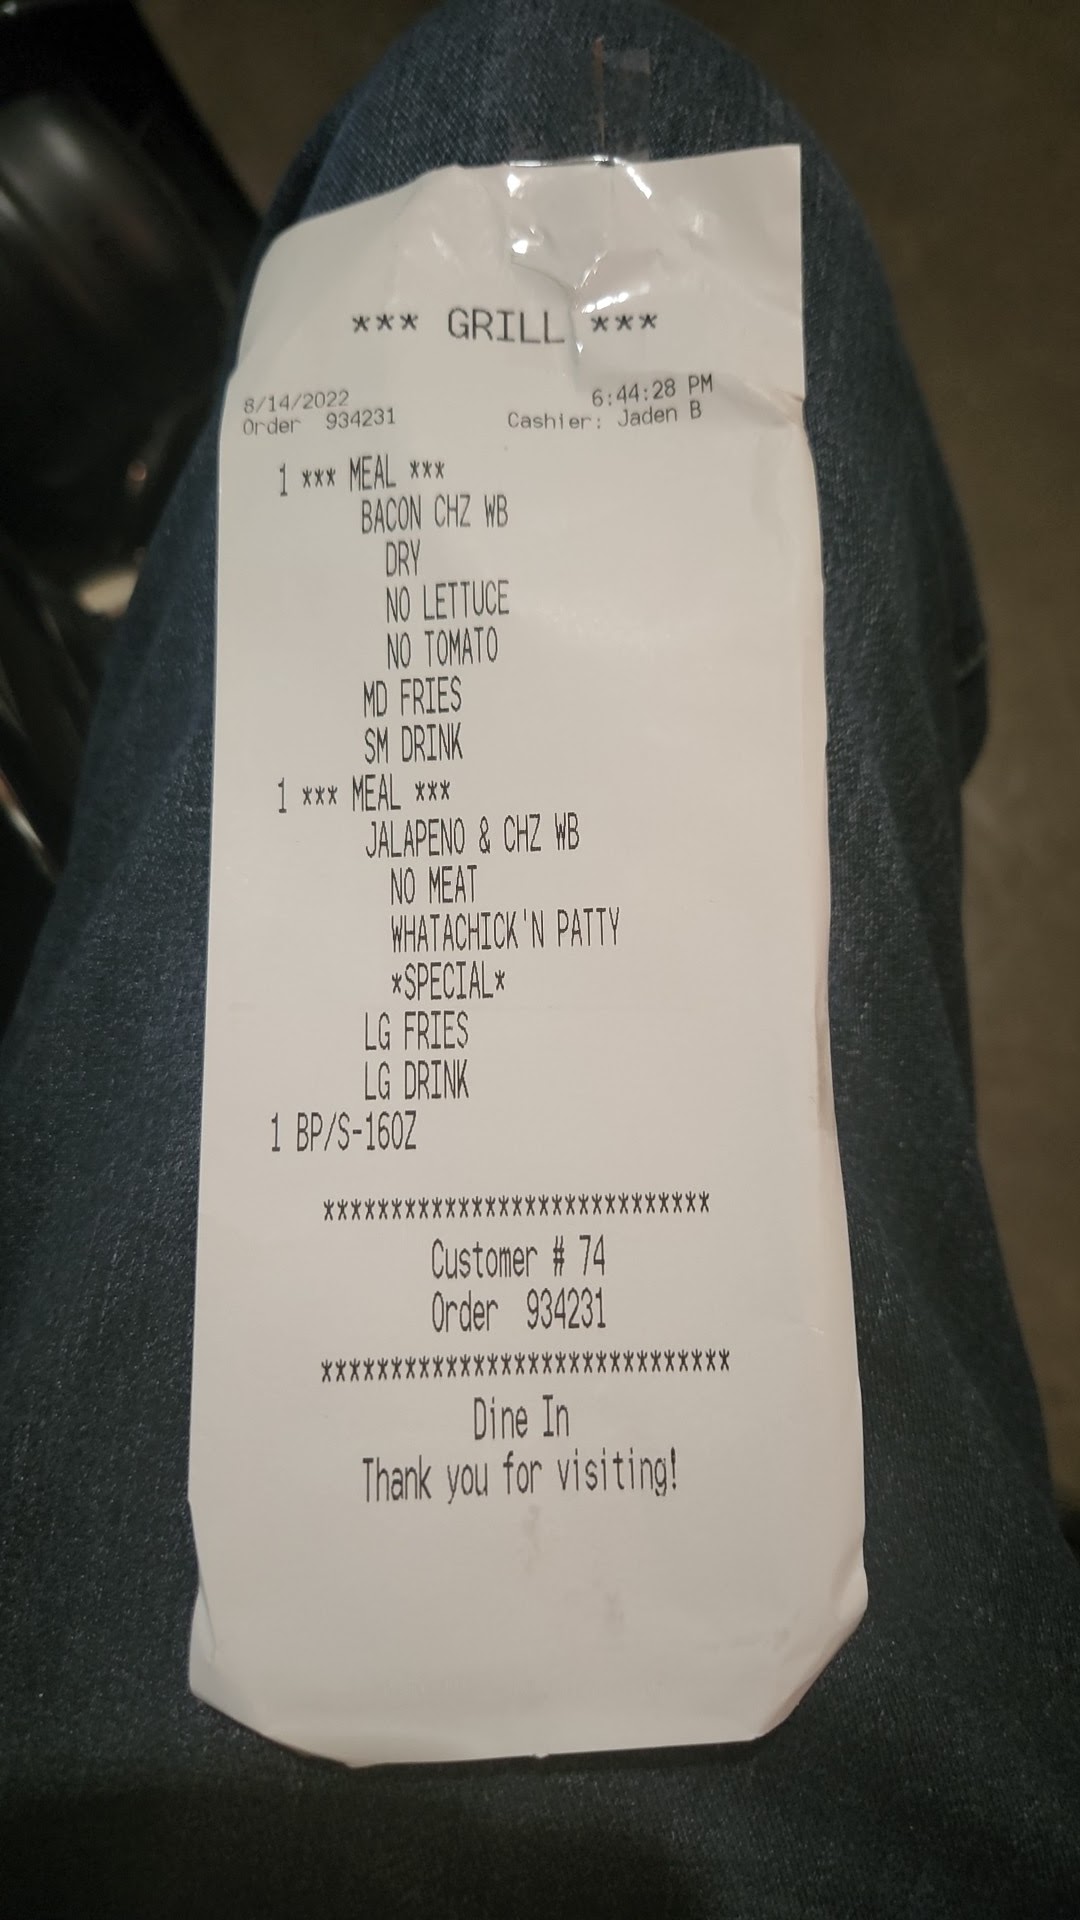 *** GRILL ***
8/14/2022 6:44:28 PM
Order 934231 Cashier: Jaden B
1 *** MEAL ***
BACON CHZ WB
DRY
NO LETTUCE
NO TOMATO
MD FRIES
SM DRINK
1 *** MEAL ***
JALAPENO & CHZ WB
NO MEAT
WHATACHICK'N PATTY
*SPECIAL*
LG FRIES
LG DRINK
1 BP/S-16OZ
****************************
Customer # 74
Order 934231
******************************
Dine In
Thank you for visiting!